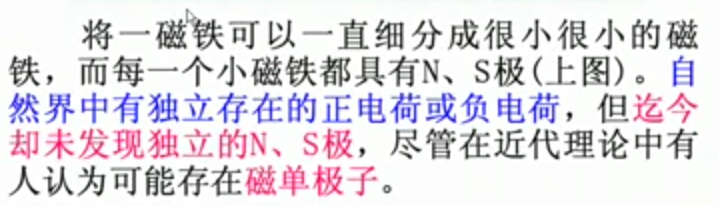 将一磁铁可以一直细分成很小很小的磁
铁，而每一个小磁铁都具有N、S极(上图)。自
然界中有独立存在的正电荷或负电荷，但迄今
却未发现独立的N、S极，尽管在近代理论中有
人认为可能存在磁单极子。